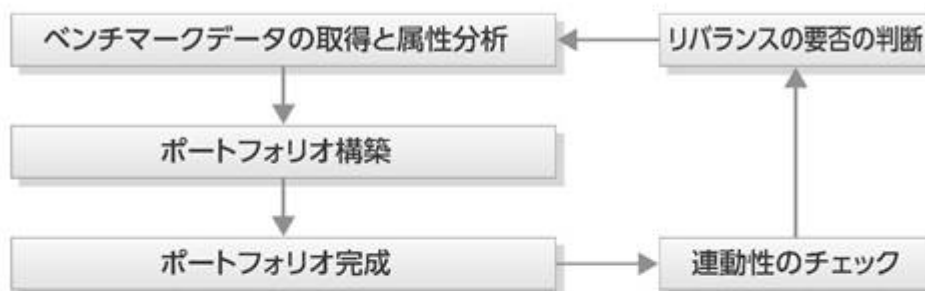 ベンチマークデータの取得と属性分析
リバランスの要否の判断
ポートフォリオ構築
ポートフォリオ完成
連動性のチェック